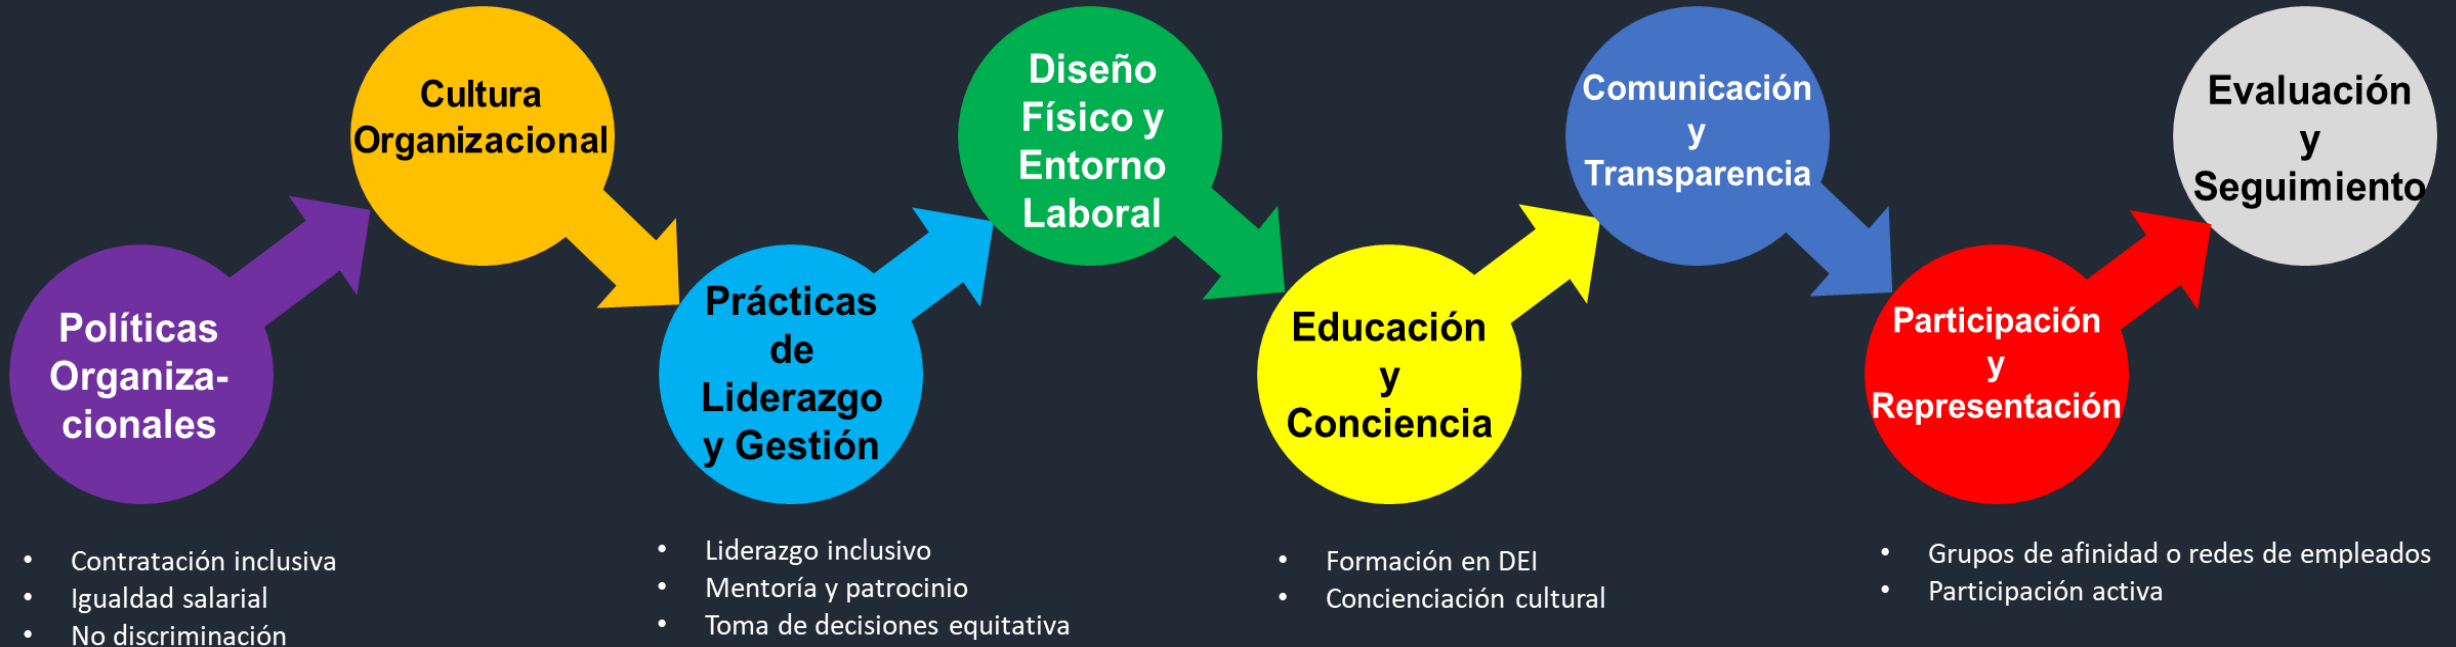 Políticas
Organiza-
cionales
Cultura
Organizacional
Prácticas
de
Liderazgo
y Gestión
Diseño
Físico y
Entorno
Laboral
Educación
y
Conciencia
Comunicación
y
Transparencia
Participación
y
Representación
Evaluación
y
Seguimiento
• Contratación inclusiva
• Igualdad salarial
• No discriminación
• Liderazgo inclusivo
• Mentoría y patrocinio
• Toma de decisiones equitativa
• Formación en DEI
• Concienciación cultural
• Grupos de afinidad o redes de empleados
• Participación activa